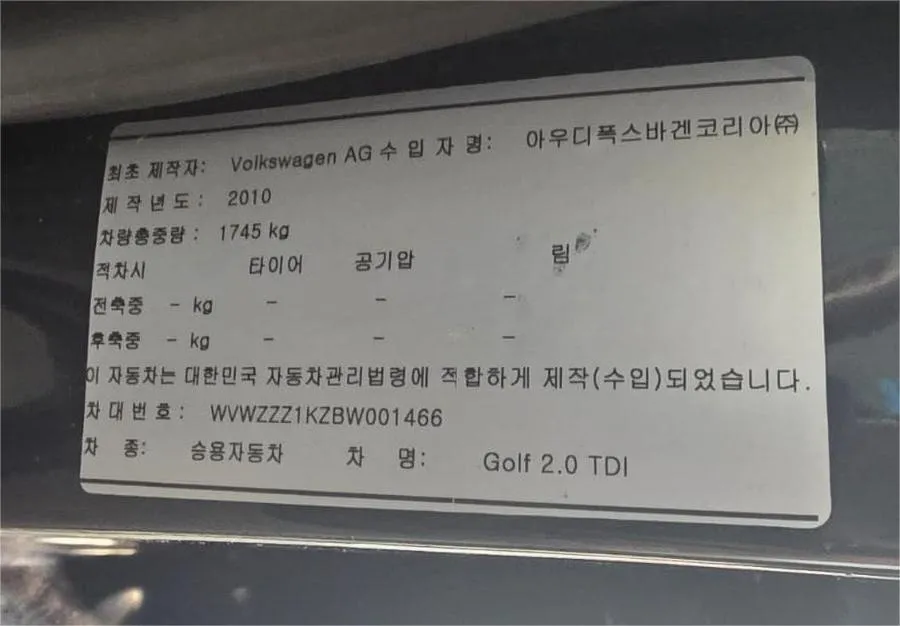 최초 제작자: Volkswagen AG 수 입 자 명: 아우디폭스바겐코리아㈜
제 작 년 도 : 2010
차량총중량 : 1745 kg
적차시 타이어 공기압 림
전축중 - kg - - -
후축중 - kg - - -
이 자동차는 대한민국 자동차관리법령에 적합하게 제작(수입)되었습니다.
차 대 번 호 : WVWZZZ1KZBW001466
차 종: 승용자동차 차 명: Golf 2.0 TDI